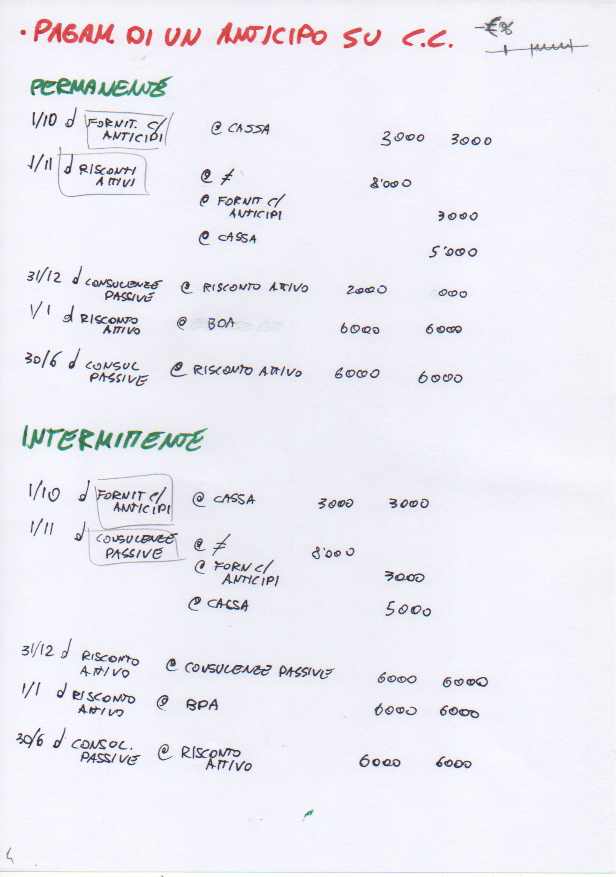 · PAGAM DI UN ANTICIPO SU C.C. -€%
PERMANENTE
1/10 d FORNIT. C/ @ CASSA 3000 3000
ANTICIPI
1/11 d RISCONTI @ ≠ 8'000
ATTIVI
@ FORNIT C/
ANTICIPI 3000
@ CASSA
5'000
31/12 d CONSULENZE @ RISCONTO ATTIVO 2000 000
PASSIVE
1/1 d RISCONTO @ BOA 6000 6000
ATTIVO
30/6 d CONSUL @ RISCONTO ATTIVO 6000 6000
PASSIVE
INTERMITTENTE
1/10 d FORNIT C/ @ CASSA 3000 3000
ANTICIPI
1/11 d CONSULENZE @ ≠ 8'000
PASSIVE
@ FORN C/
ANTICIPI 3000
@ CASSA 5000
31/12 d RISCONTO @ CONSULENZE PASSIVE 6000 6000
ATTIVO
1/1 d RISCONTO @ BPA 6000 6000
ATTIVO
30/6 d CONSOL. @ RISCONTO 6000 6000
PASSIVE ATTIVO